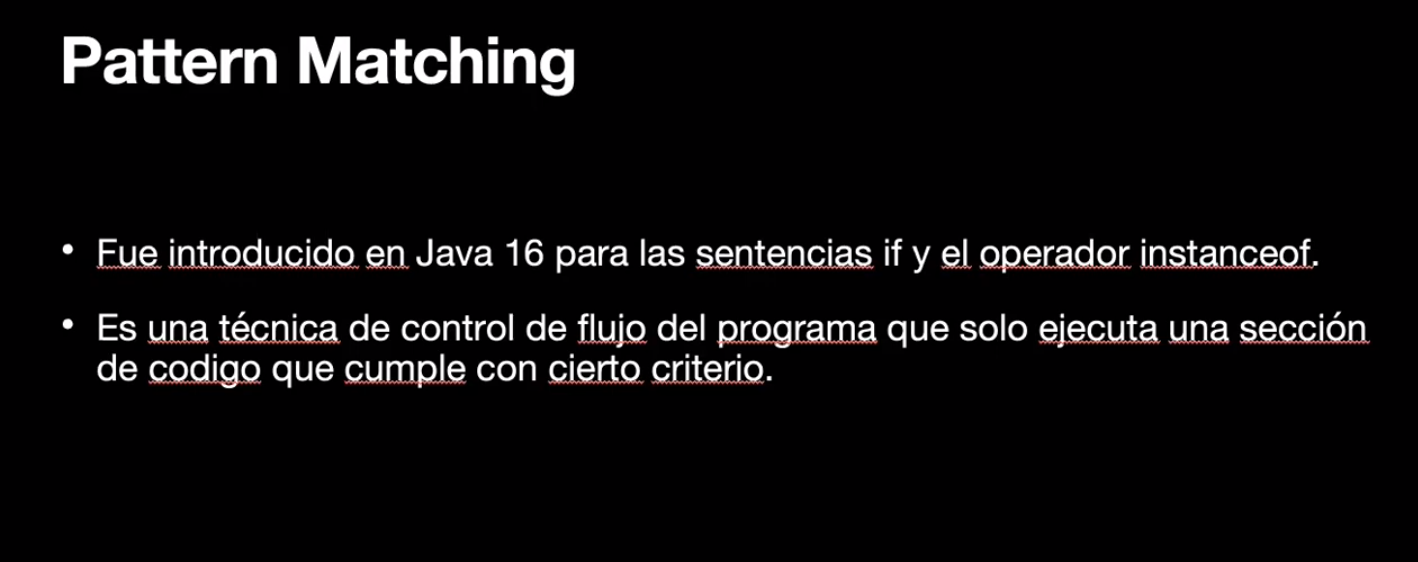 Pattern Matching
• Fue introducido en Java 16 para las sentencias if y el operador instanceof.
• Es una técnica de control de flujo del programa que solo ejecuta una sección
de codigo que cumple con cierto criterio.